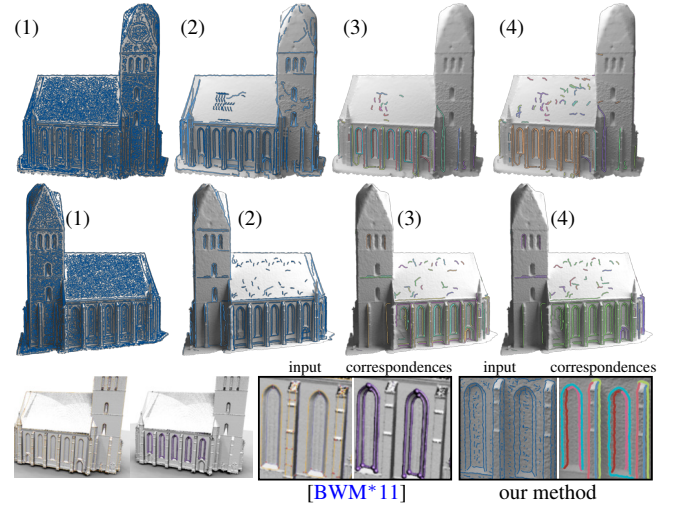 (1) (2) (3) (4)
(1) (2) (3) (4)
input correspondences input correspondences
[BWM*11] our method